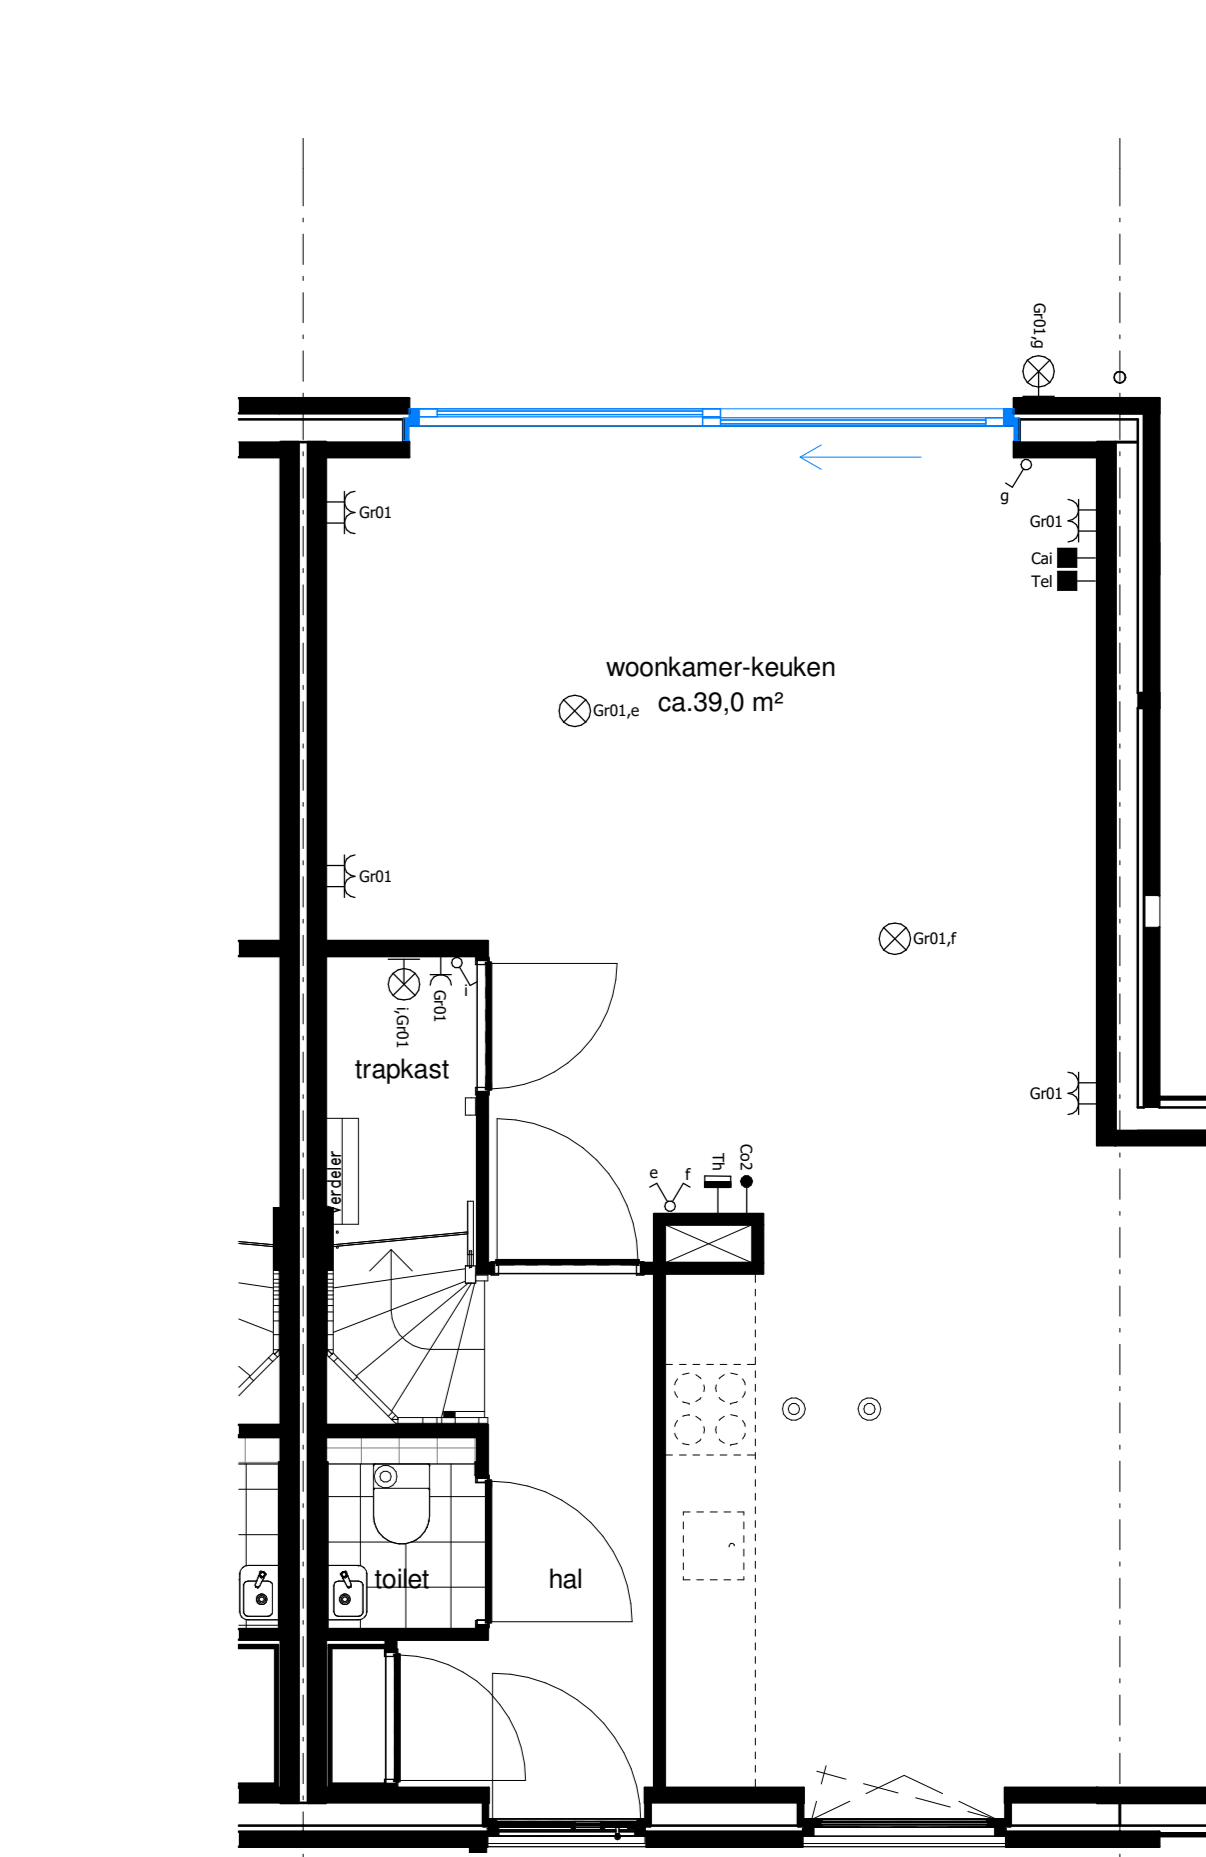 Gr01,g
g
Gr01
Gr01
Cai
Tel
woonkamer-keuken
ca.39,0 m²
Gr01,e
Gr01
Gr01,f
i
Gr01
i,Gr01
trapkast
Gr01
verdeler
e
f
Th
Co2
toilet
hal